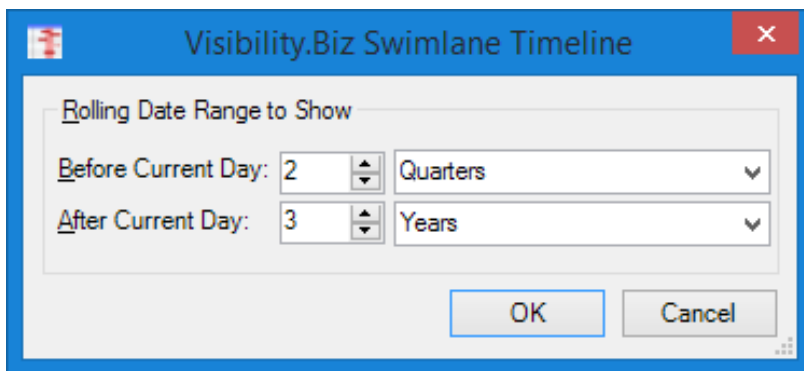 Visibility.Biz Swimlane Timeline
Rolling Date Range to Show
Before Current Day: 2 Quarters
After Current Day: 3 Years
OK Cancel